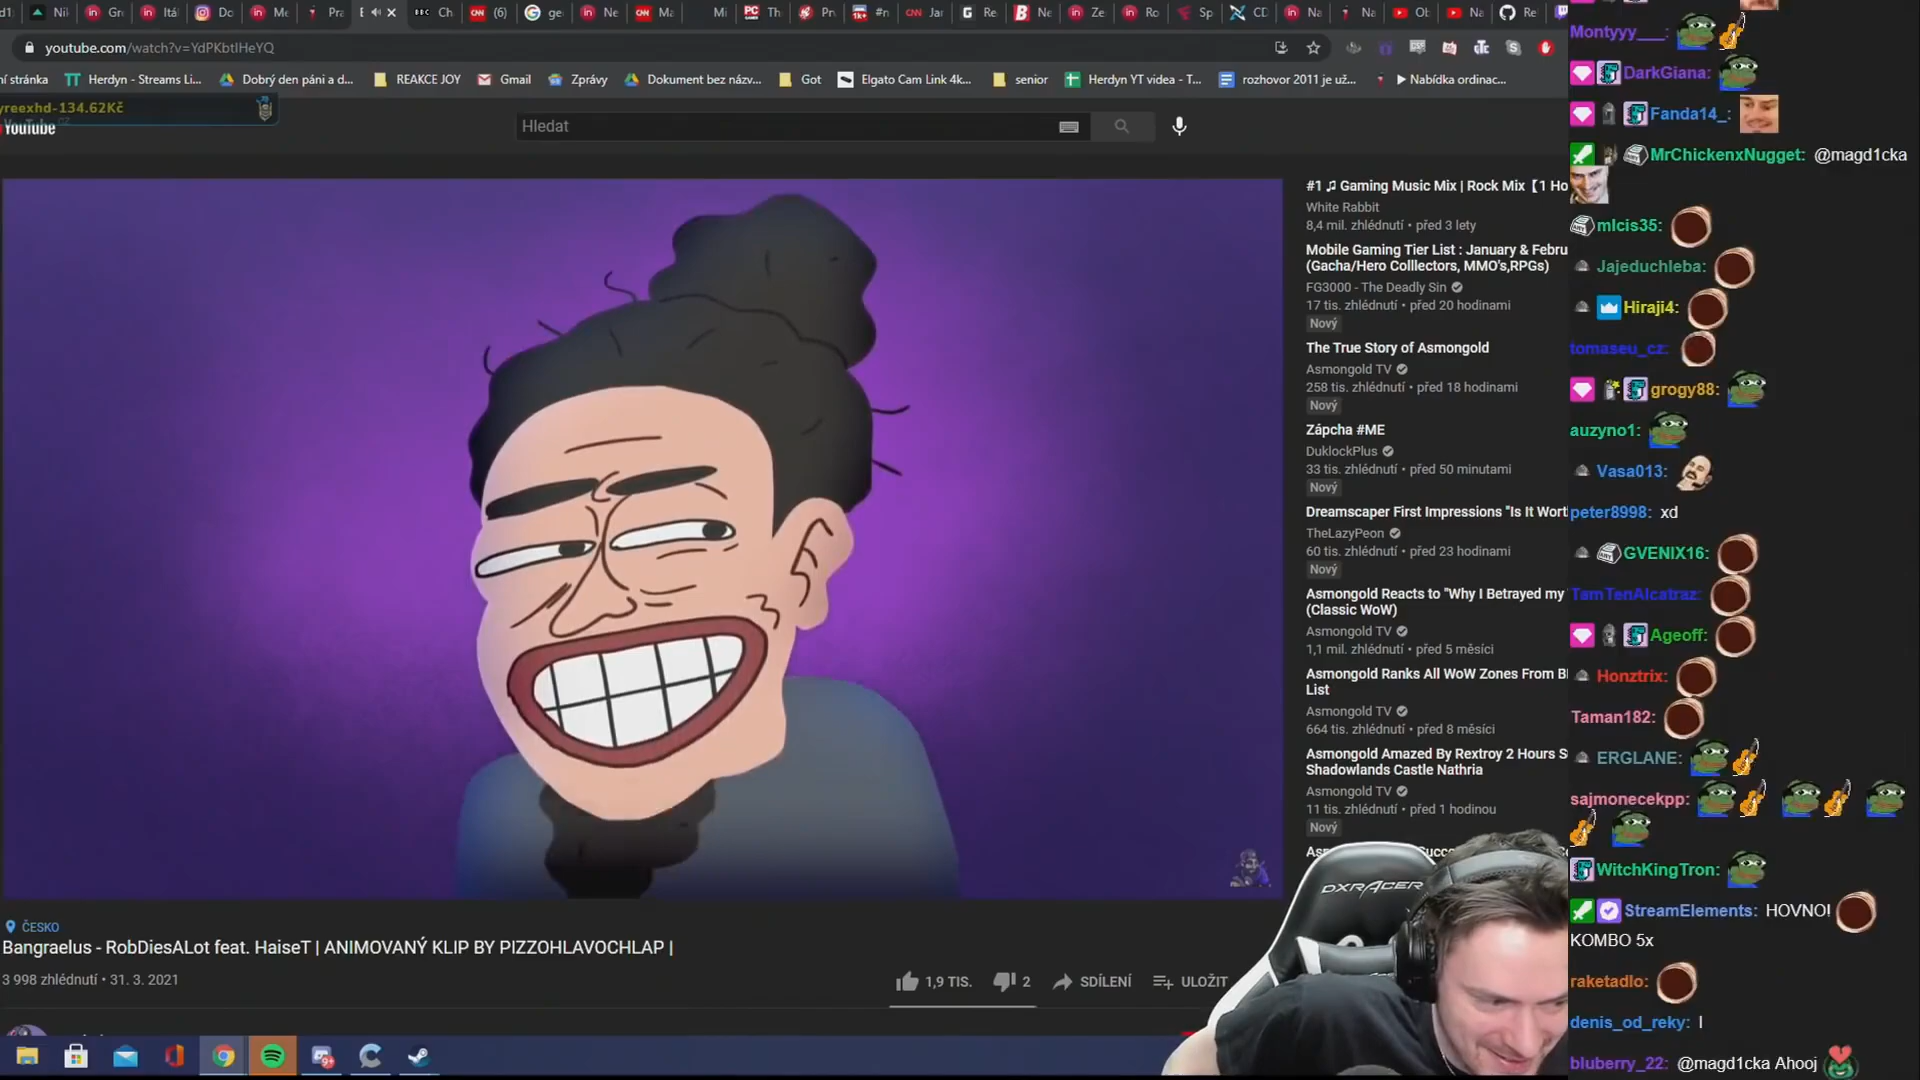 youtube.com/watch?v=YdPKbtIHeYQ
ní stránka
Herdyn - Streams Li...
Dobrý den páni a d...
REAKCE JOY
Gmail
Zprávy
Dokument bez názv...
Got
Elgato Cam Link 4k...
senior
Herdyn YT videa - T...
rozhovor 2011 je už...
Nabídka ordinac...
yreexhd-134.62Kč
YouTube CZ
Hledat
#1 ♫ Gaming Music Mix | Rock Mix【1 Ho
White Rabbit
8,4 mil. zhlédnutí • před 3 lety
Mobile Gaming Tier List : January & Febru
(Gacha/Hero Colllectors, MMO's,RPGs)
FG3000 - The Deadly Sin
17 tis. zhlédnutí • před 20 hodinami
Nový
The True Story of Asmongold
Asmongold TV
258 tis. zhlédnutí • před 18 hodinami
Nový
Zápcha #ME
DuklockPlus
33 tis. zhlédnutí • před 50 minutami
Nový
Dreamscaper First Impressions "Is It Wort
TheLazyPeon
60 tis. zhlédnutí • před 23 hodinami
Nový
Asmongold Reacts to "Why I Betrayed my
(Classic WoW)
Asmongold TV
1,1 mil. zhlédnutí • před 5 měsíci
Asmongold Ranks All WoW Zones From B
List
Asmongold TV
664 tis. zhlédnutí • před 8 měsíci
Asmongold Amazed By Rextroy 2 Hours S
Shadowlands Castle Nathria
Asmongold TV
11 tis. zhlédnutí • před 1 hodinou
Nový
DXRACER
ČESKO
Bangraelus - RobDiesALot feat. HaiseT | ANIMOVANÝ KLIP BY PIZZOHLAVOCHLAP |
3 998 zhlédnutí • 31. 3. 2021
1,9 TIS.
2
SDÍLENÍ
ULOŽIT
Montyyy___:
DarkGiana:
Fanda14_:
MrChickenxNugget: @magd1cka
mlcis35:
Jajeduchleba:
Hiraji4:
tomaseu_cz:
grogy88:
auzyno1:
Vasa013:
peter8998: xd
GVENIX16:
TamTenAlcatraz:
Ageoff:
Honztrix:
Taman182:
ERGLANE:
sajmonecekpp:
WitchKingTron:
StreamElements: HOVNO!
KOMBO 5x
raketadlo:
denis_od_reky: I
bluberry_22: @magd1cka Ahooj